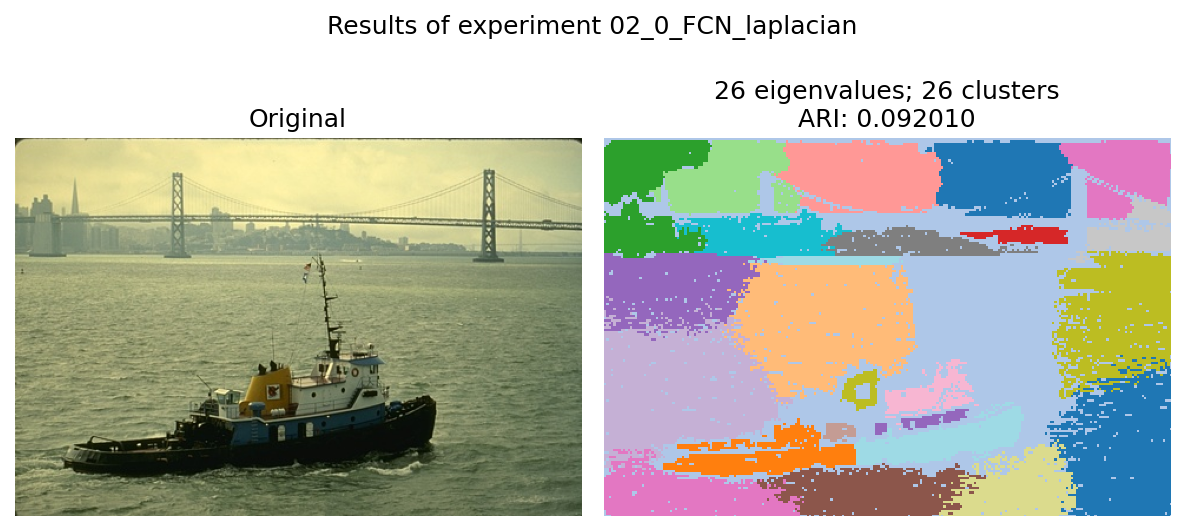 Results of experiment 02_0_FCN_laplacian
Original
26 eigenvalues; 26 clusters
ARI: 0.092010